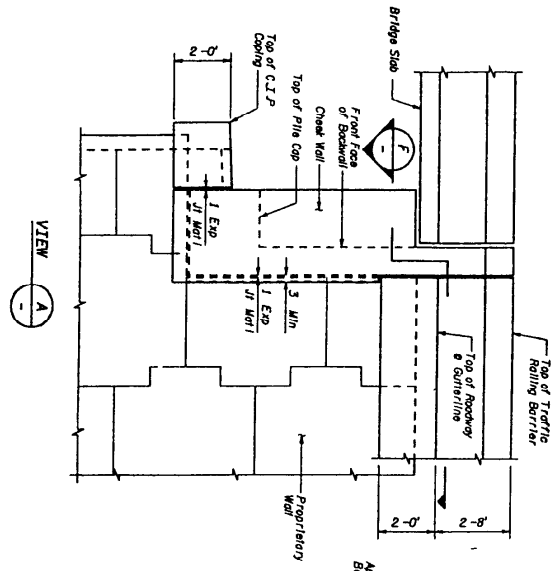 Bridge Slab
2-0'
Top of C.I.P
Coping
Top of Pile Cap
Cheek Wall
Front Face
of Backwall
F
-
1 Exp
Jt Mat'l
1 Exp
Jt Mat'l
3
Min
Top of Traffic
Railing Barrier
Top of Roadway
@ Gutterline
2-0'
2-8'
Proprietary
Wall
VIEW
A
-